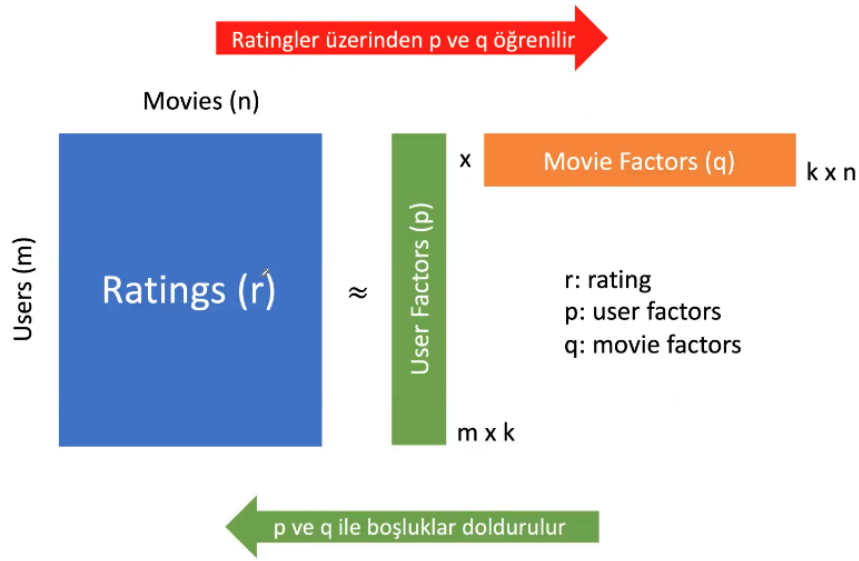 Ratingler üzerinden p ve q öğrenilir
Movies (n)
Users (m)
Ratings (r)
≈
User Factors (p)
m x k
x
Movie Factors (q)
k x n
r: rating
p: user factors
q: movie factors
p ve q ile boşluklar doldurulur